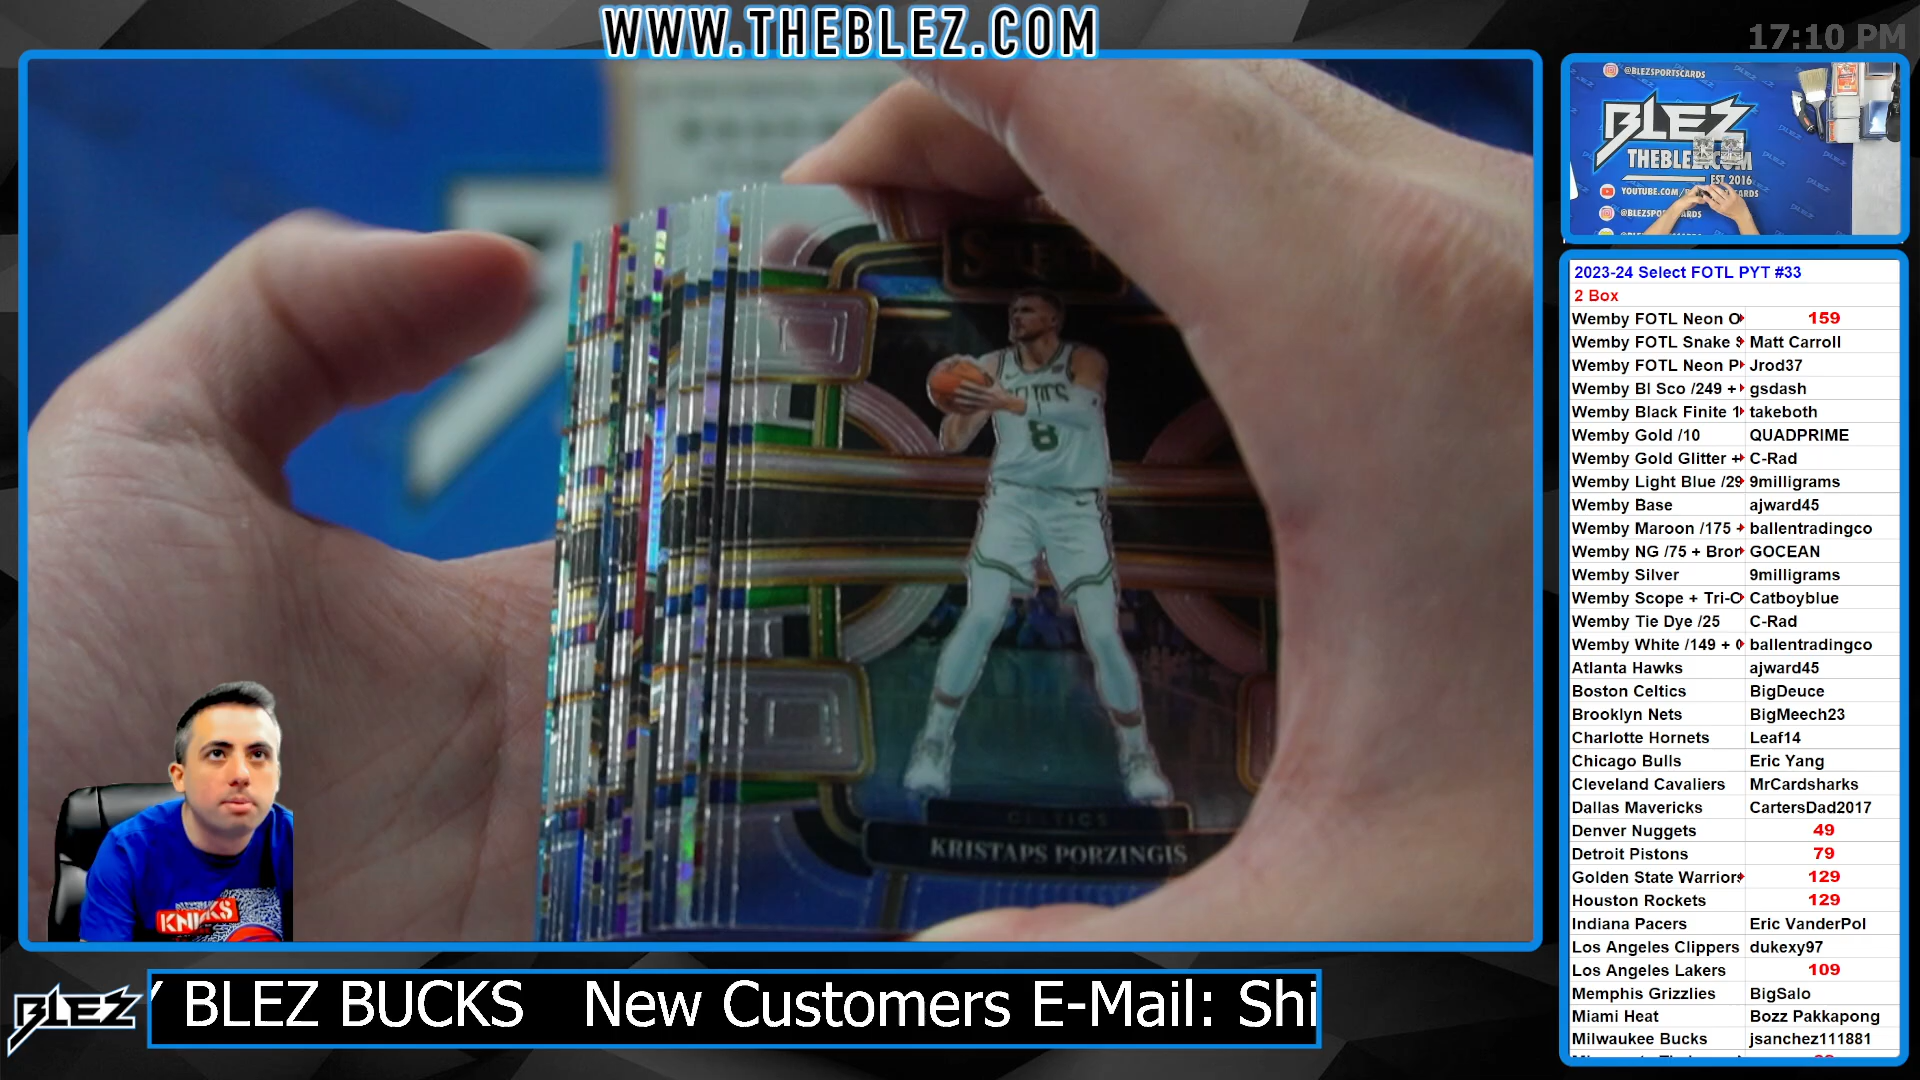 WWW.THEBLEZ.COM
17:10 PM
@BLEZSPORTSCARDS
BLEZ
THEBLEZ.COM
EST 2016
CELTICS
8
CELTICS
KRISTAPS PORZINGIS
KNICKS
2023-24 Select FOTL PYT #33
2 Box
Wemby FOTL Neon O 159
Wemby FOTL Snake Matt Carroll
Wemby FOTL Neon P Jrod37
Wemby Bl Sco /249 + gsdash
Wemby Black Finite 1 takeboth
Wemby Gold /10 QUADPRIME
Wemby Gold Glitter + C-Rad
Wemby Light Blue /29 9milligrams
Wemby Base ajward45
Wemby Maroon /175 + ballentradingco
Wemby NG /75 + Bron GOCEAN
Wemby Silver 9milligrams
Wemby Scope + Tri-C Catboyblue
Wemby Tie Dye /25 C-Rad
Wemby White /149 + ballentradingco
Atlanta Hawks ajward45
Boston Celtics BigDeuce
Brooklyn Nets BigMeech23
Charlotte Hornets Leaf14
Chicago Bulls Eric Yang
Cleveland Cavaliers MrCardsharks
Dallas Mavericks CartersDad2017
Denver Nuggets 49
Detroit Pistons 79
Golden State Warriors 129
Houston Rockets 129
Indiana Pacers Eric VanderPol
Los Angeles Clippers dukexy97
Los Angeles Lakers 109
Memphis Grizzlies BigSalo
Miami Heat Bozz Pakkapong
Milwaukee Bucks jsanchez111881
BLEZ
Y BLEZ BUCKS New Customers E-Mail: Shi